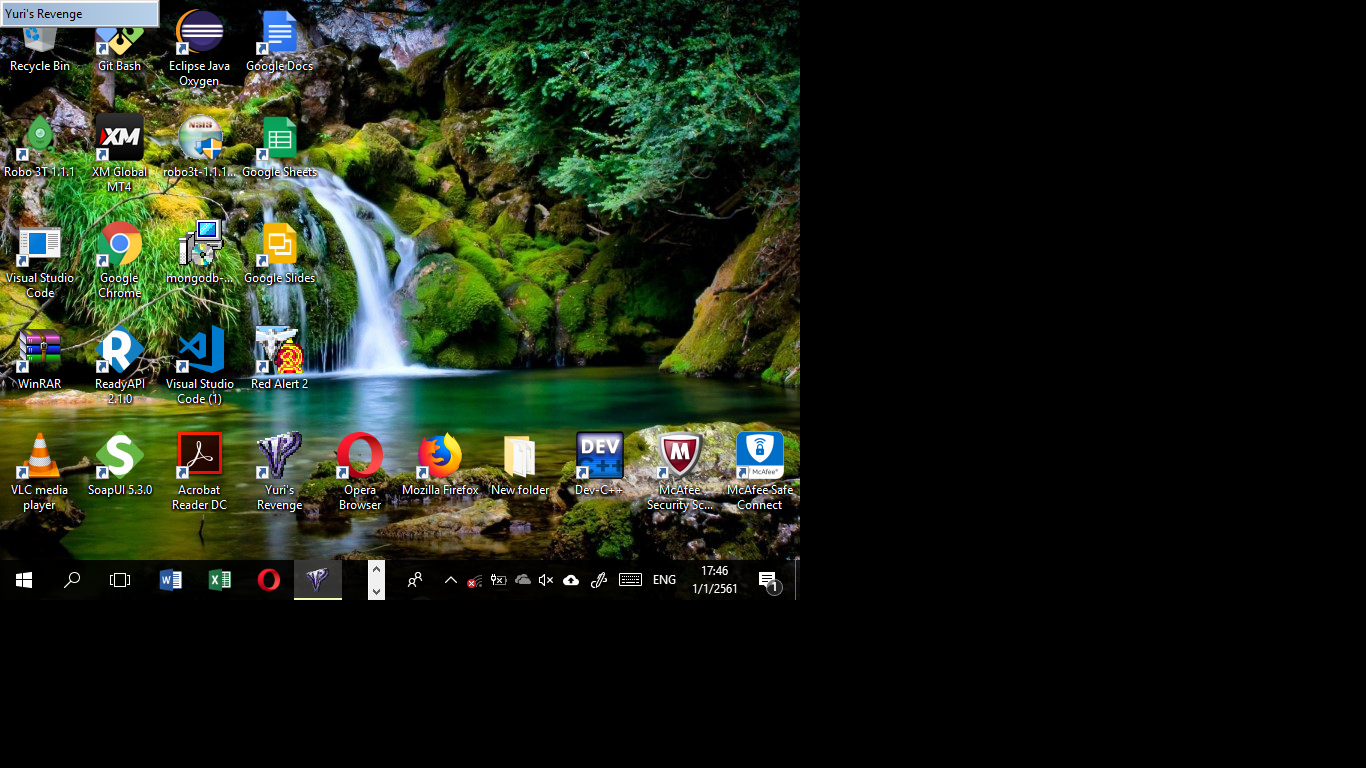 Yuri's Revenge
Recycle Bin
Git Bash
Eclipse Java
Oxygen
Google Docs
Robo 3T 1.1.1
XM
XM Global
MT4
NSIS
robo3t-1.1.1...
Google Sheets
Visual Studio
Code
Google
Chrome
mongodb-...
Google Slides
WinRAR
R
ReadyAPI
2.1.0
Visual Studio
Code (1)
Red Alert 2
VLC media
player
S
SoapUI 5.3.0
Acrobat
Reader DC
Yuri's
Revenge
Opera
Browser
Mozilla Firefox
New folder
DEV
C++
Dev-C++
M
McAfee
Security Sc...
McAfee
McAfee Safe
Connect
W
X
ENG
17:46
1/1/2561
1